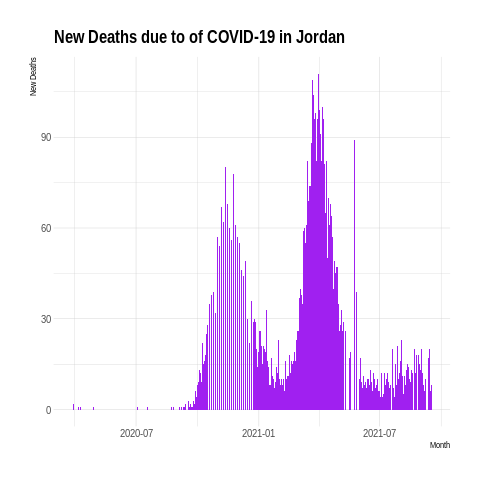 New Deaths due to of COVID-19 in Jordan
New Deaths
90
60
30
0
2020-07
2021-01
2021-07
Month